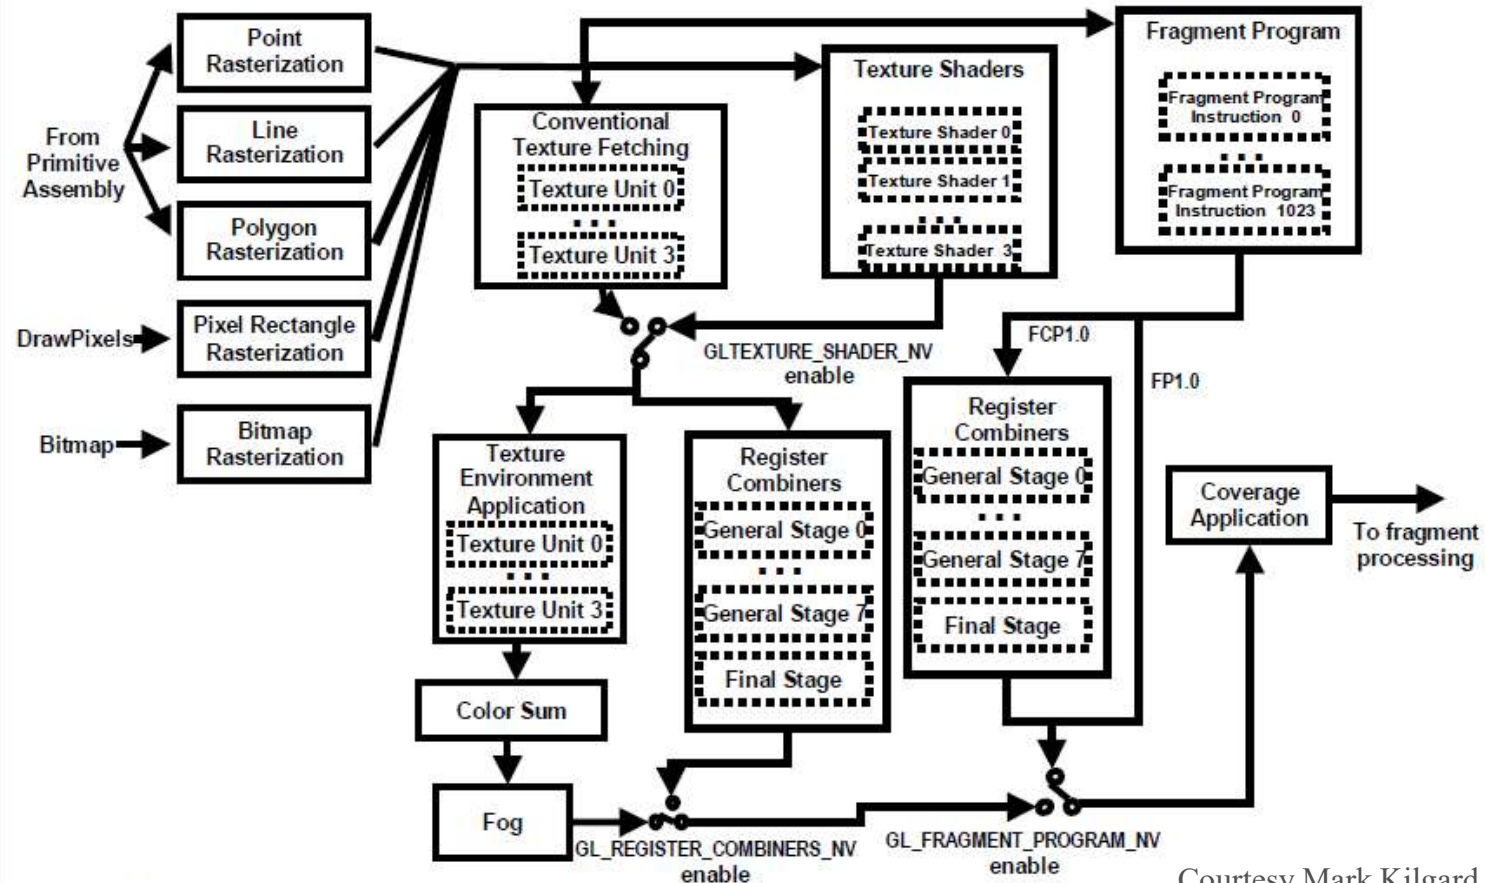 Point
Rasterization
Line
Rasterization
Polygon
Rasterization
Pixel Rectangle
Rasterization
Bitmap
Rasterization
From
Primitive
Assembly
DrawPixels
Bitmap
Conventional
Texture Fetching
Texture Unit 0
...
Texture Unit 3
Texture Shaders
Texture Shader 0
Texture Shader 1
...
Texture Shader 3
Fragment Program
Fragment Program
Instruction 0
...
Fragment Program
Instruction 1023
GLTEXTURE_SHADER_NV
enable
FCP1.0
FP1.0
Texture
Environment
Application
Texture Unit 0
...
Texture Unit 3
Color Sum
Fog
Register
Combiners
General Stage 0
...
General Stage 7
Final Stage
Register
Combiners
General Stage 0
...
General Stage 7
Final Stage
Coverage
Application
To fragment
processing
GL_REGISTER_COMBINERS_NV
enable
GL_FRAGMENT_PROGRAM_NV
enable
Courtesy Mark Kilgard